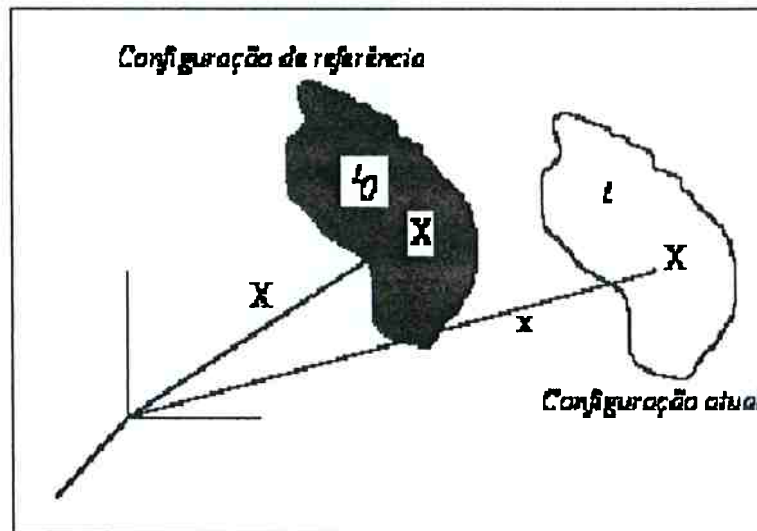 Configuração de referência
t0
t
X
X
X
x
Configuração atua